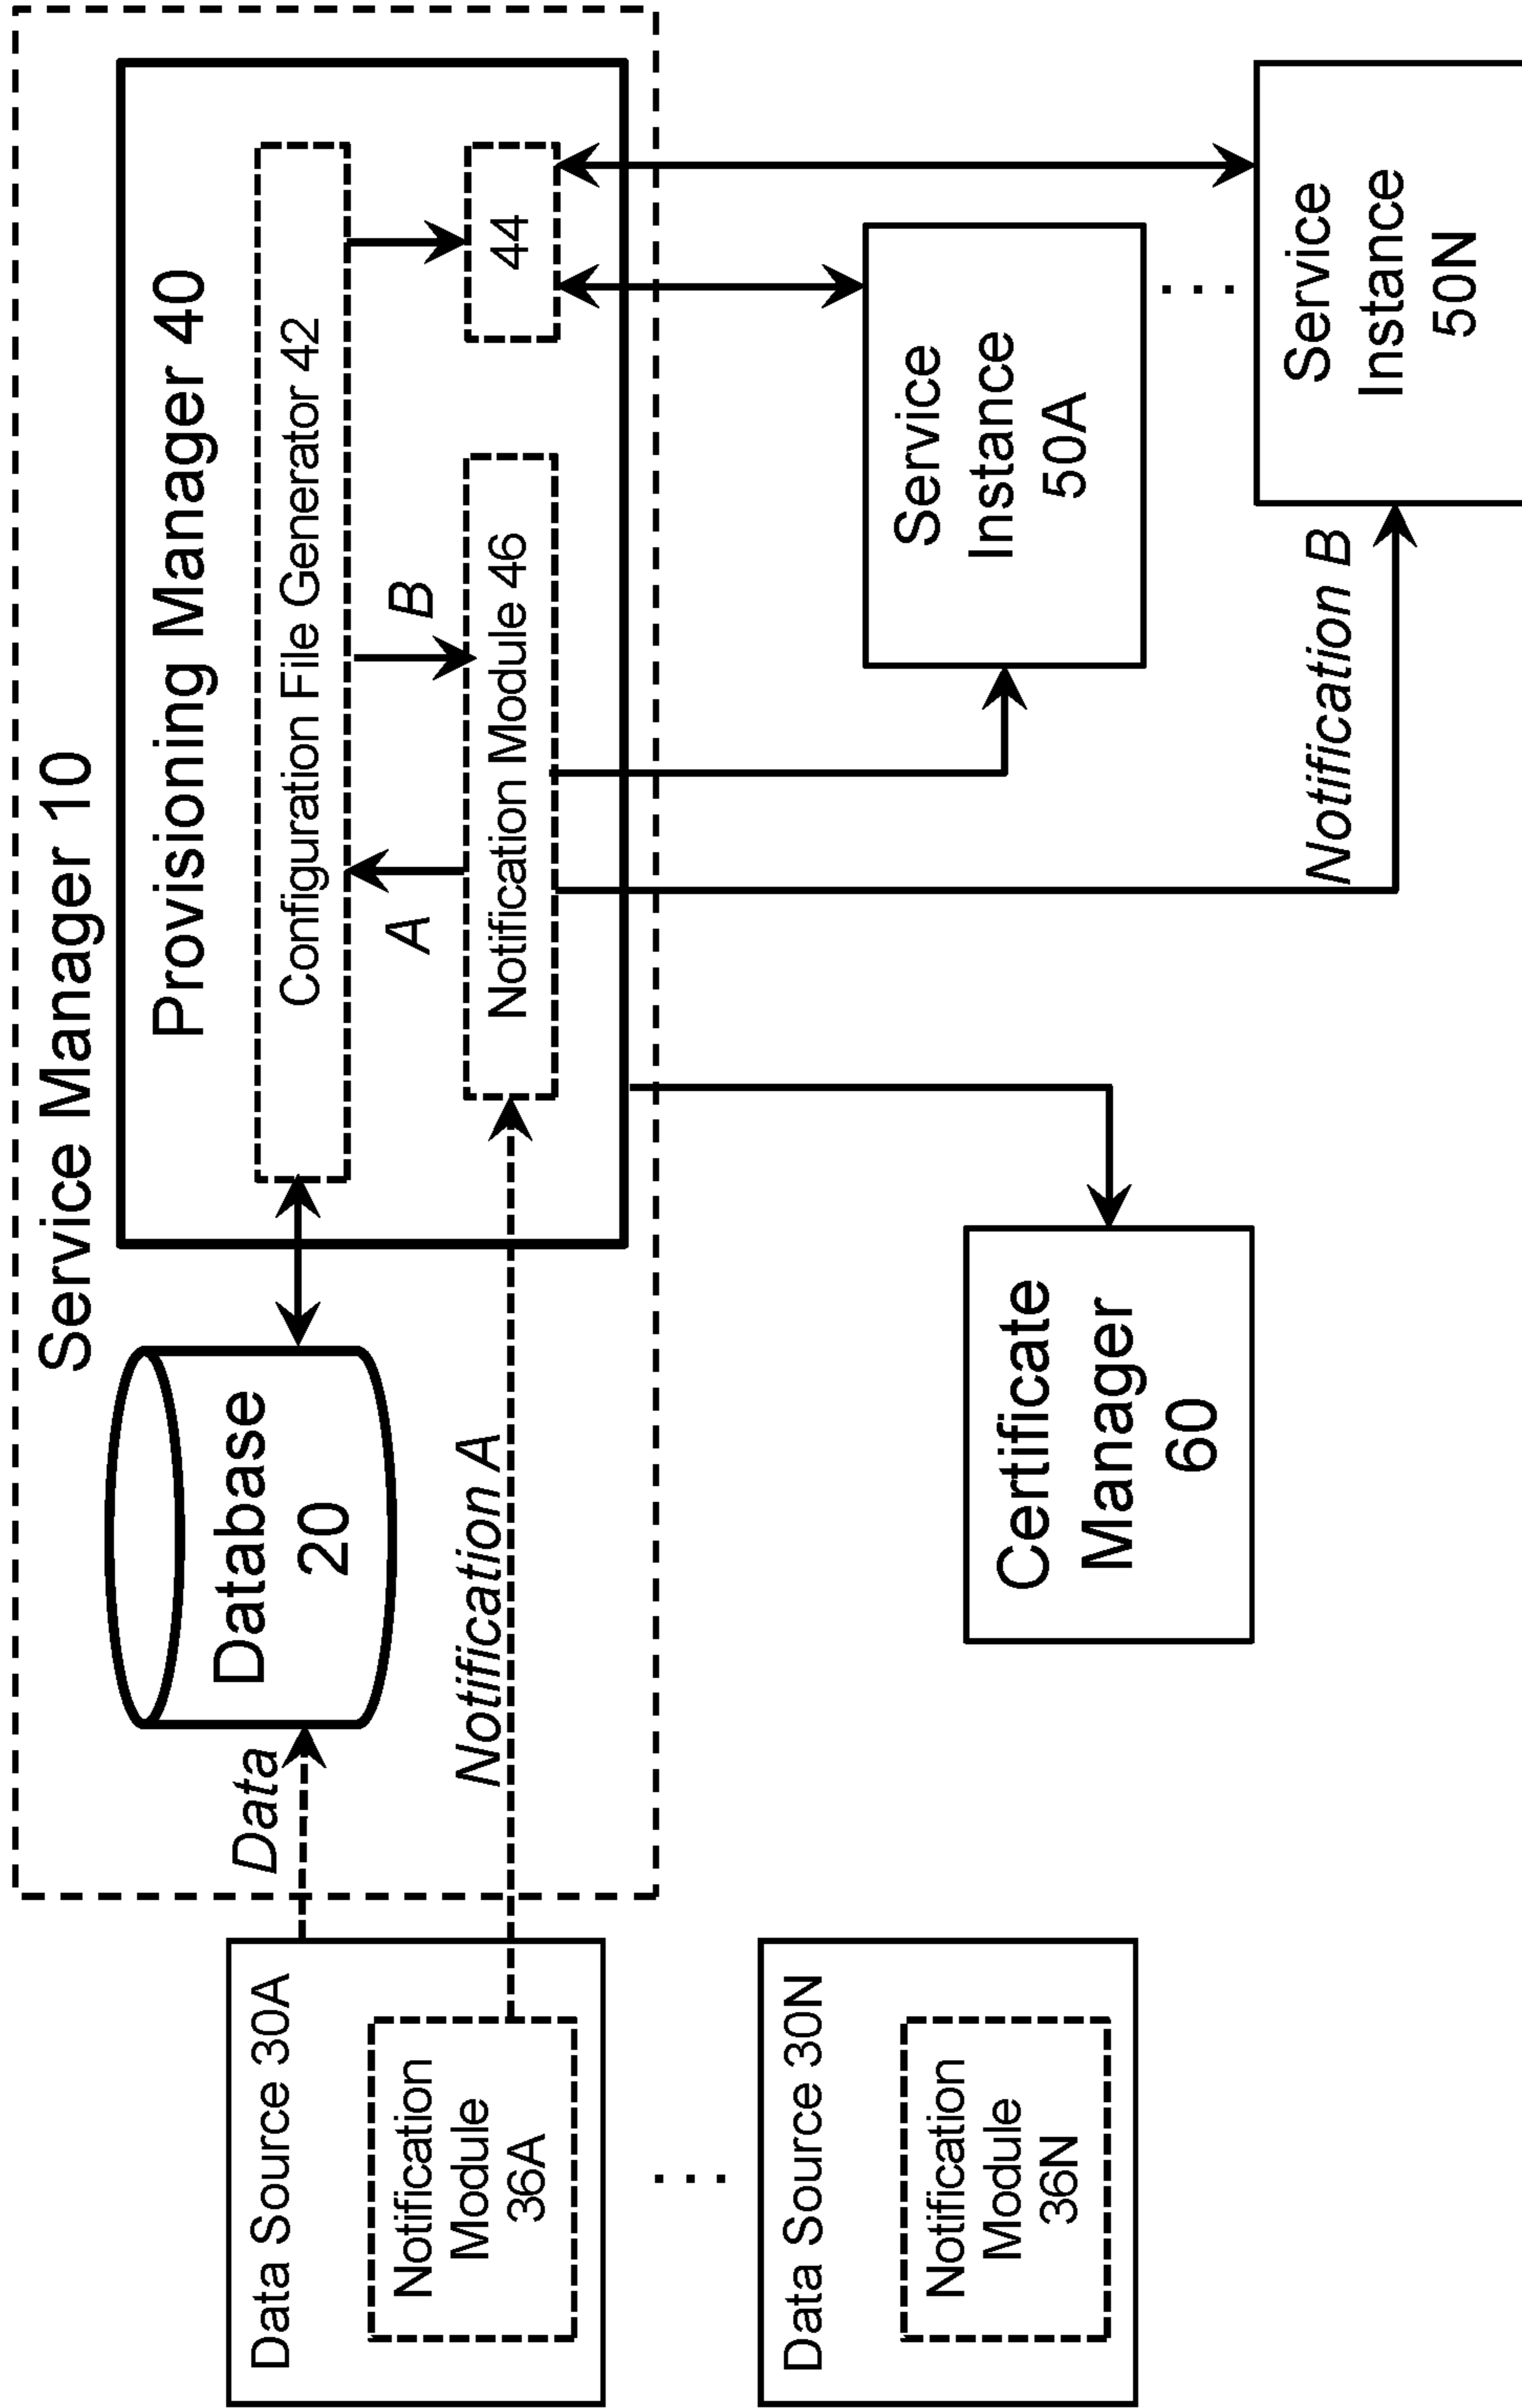 Service Manager 10
Provisioning Manager 40
Configuration File Generator 42
A
B
Notification Module 46
44
Database
20
Data
Notification A
Data Source 30A
Notification
Module
36A
. . .
Data Source 30N
Notification
Module
36N
Certificate
Manager
60
Service
Instance
50A
. . .
Notification B
Service
Instance
50N